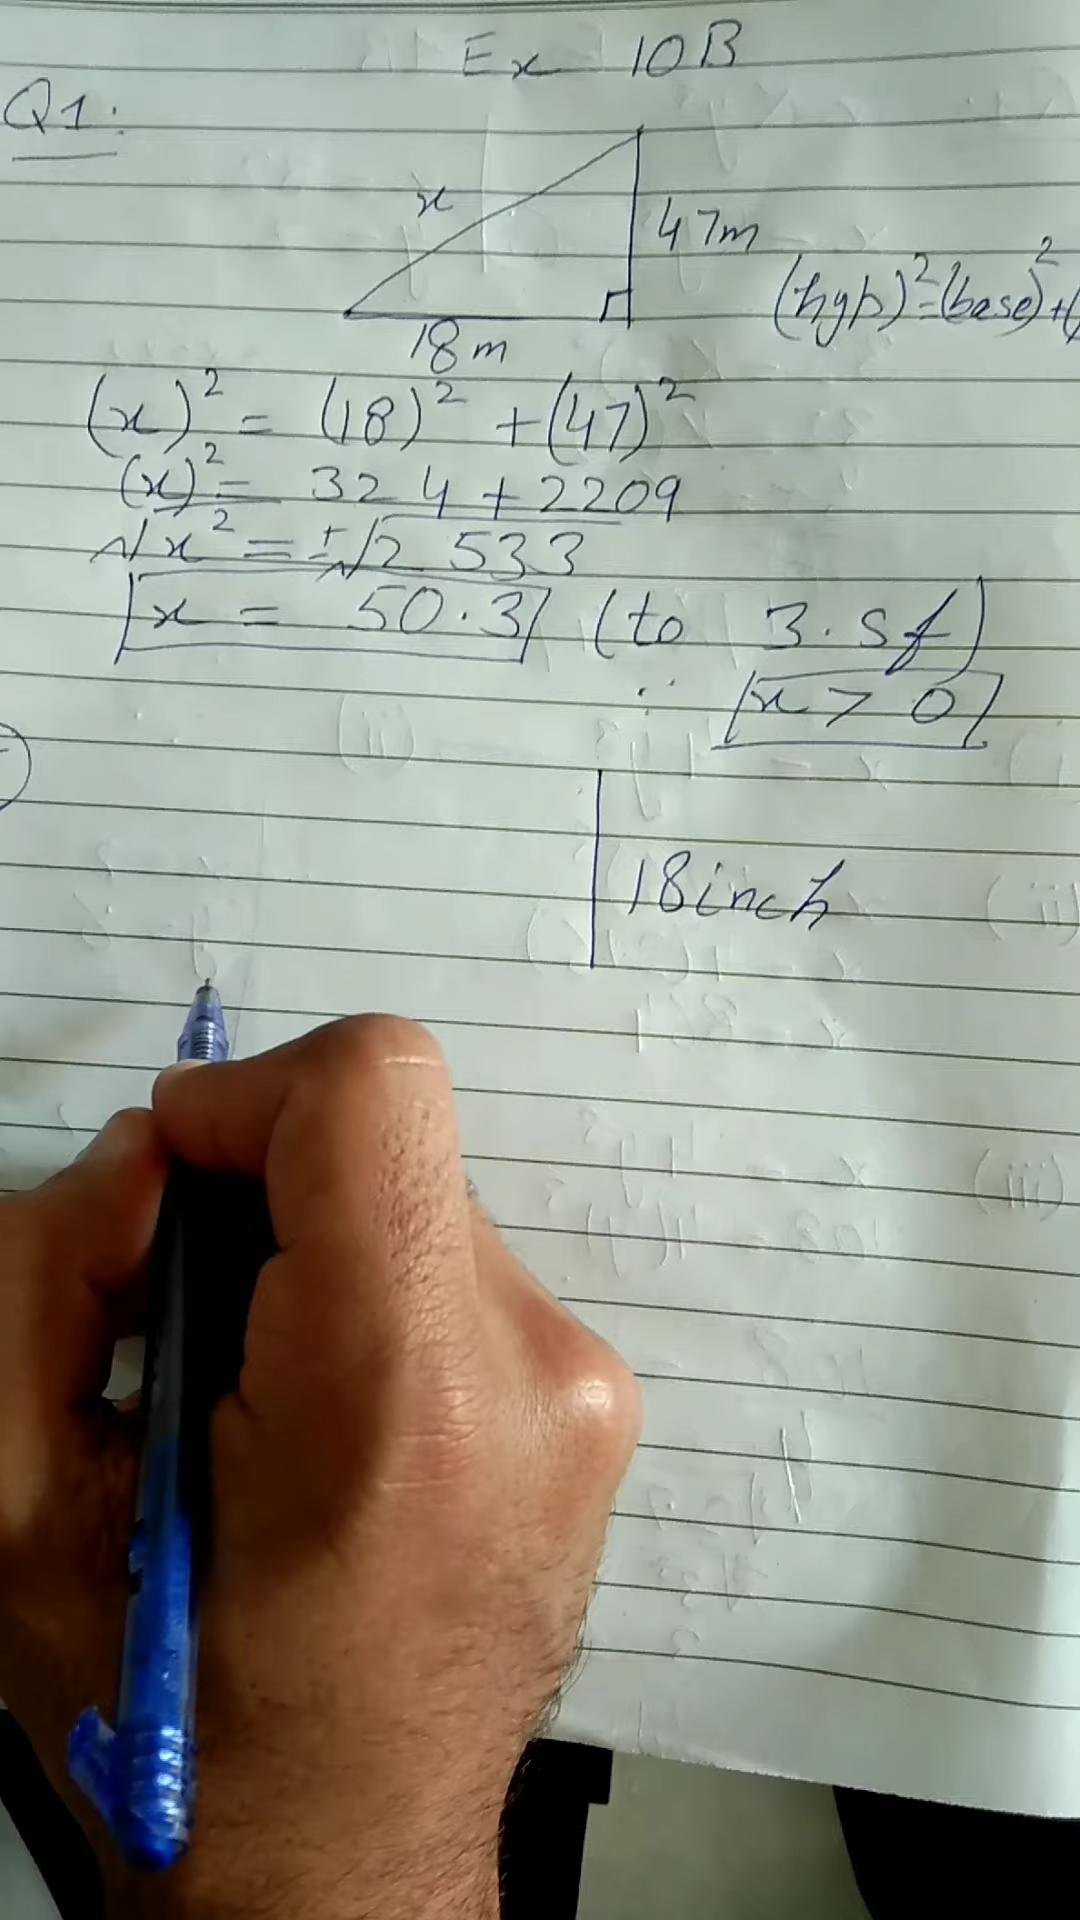 Ex 10B
Q1:
x
47m
18m
(hyp)²=(base)²+(
(x)² = (18)² + (47)²
(x)² = 324 + 2209
√x² = ±√2533
x = 50.3 (to 3.sf)
∵ x > 0
18inch